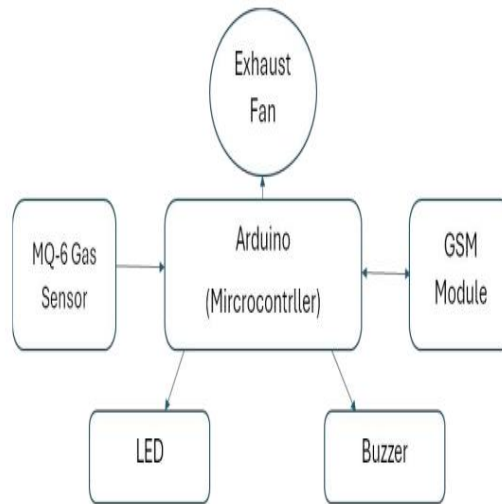 Exhaust
Fan
MQ-6 Gas
Sensor
Arduino
(Mircrocontrller)
GSM
Module
LED
Buzzer